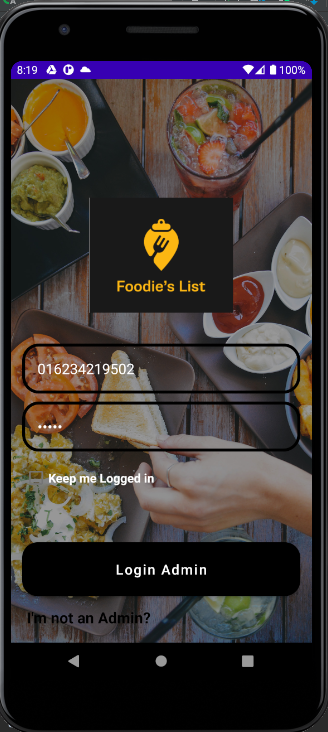 8:19
100%
Foodie's List
016234219502
•••••
Keep me Logged in
Login Admin
I'm not an Admin?